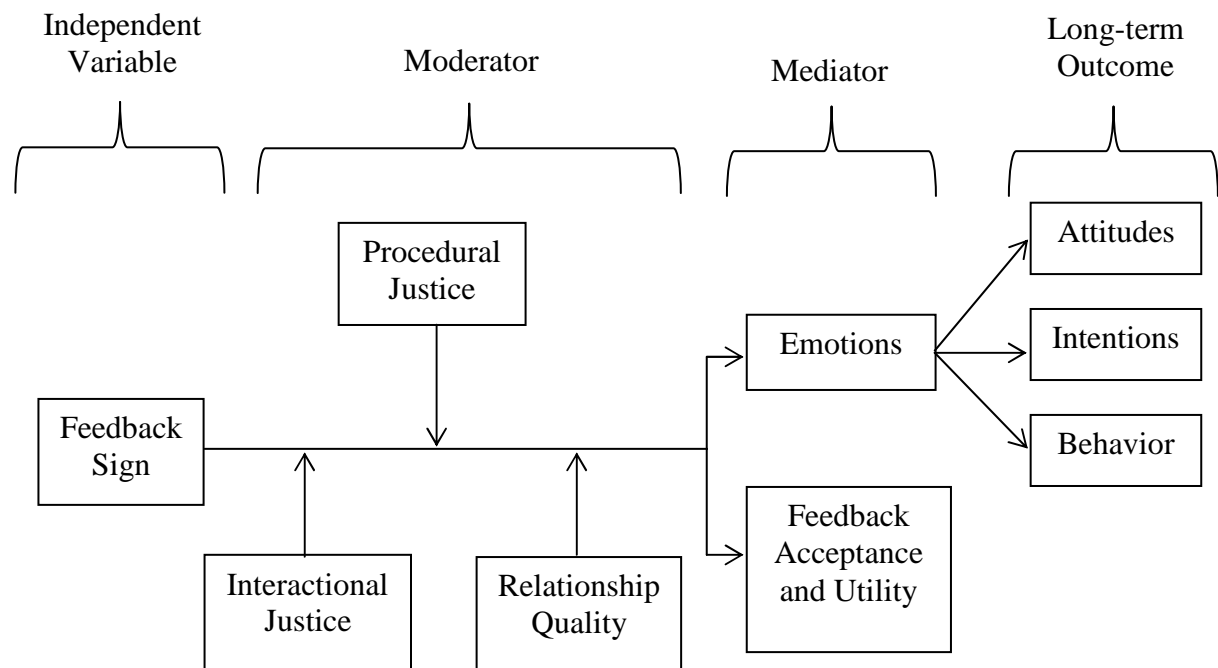 Independent
Variable
Moderator
Mediator
Long-term
Outcome
Procedural
Justice
Feedback
Sign
Interactional
Justice
Relationship
Quality
Emotions
Feedback
Acceptance
and Utility
Attitudes
Intentions
Behavior